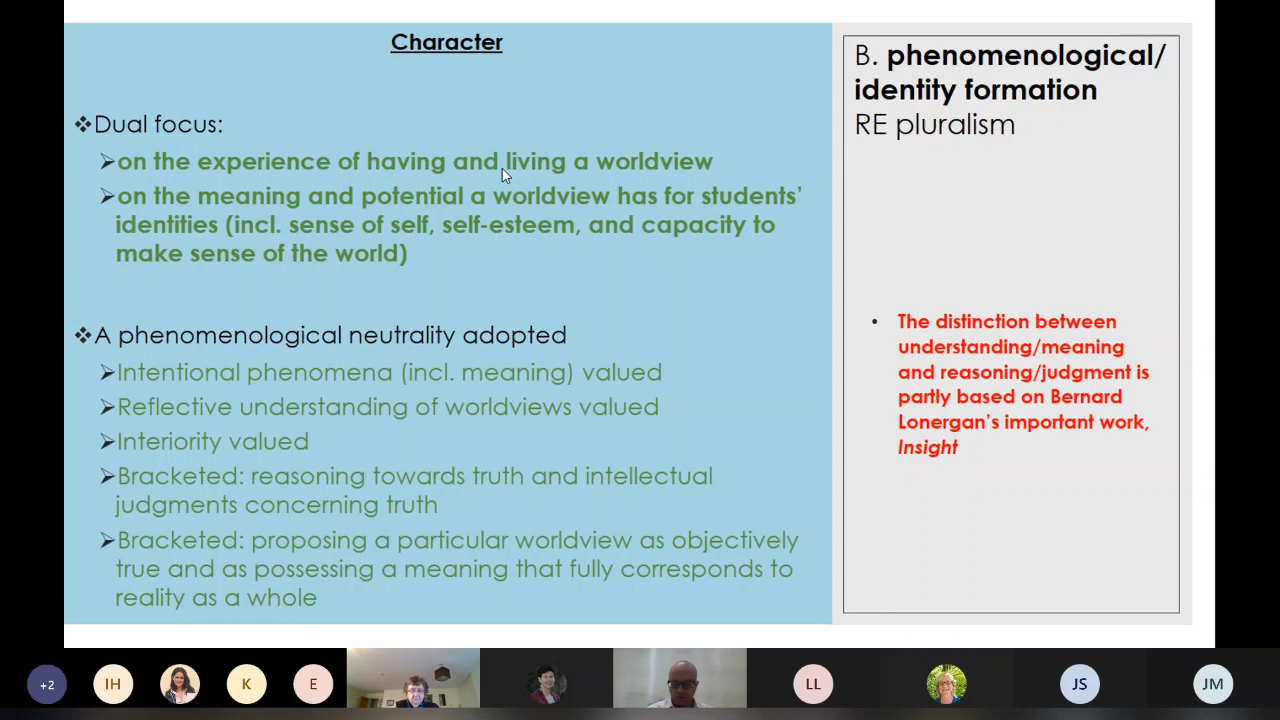 Character
❖Dual focus:
➢on the experience of having and living a worldview
➢on the meaning and potential a worldview has for students’
identities (incl. sense of self, self-esteem, and capacity to
make sense of the world)
❖A phenomenological neutrality adopted
➢Intentional phenomena (incl. meaning) valued
➢Reflective understanding of worldviews valued
➢Interiority valued
➢Bracketed: reasoning towards truth and intellectual
judgments concerning truth
➢Bracketed: proposing a particular worldview as objectively
true and as possessing a meaning that fully corresponds to
reality as a whole
B. phenomenological/
identity formation
RE pluralism
• The distinction between
understanding/meaning
and reasoning/judgment is
partly based on Bernard
Lonergan’s important work,
Insight
+2
IH
K
E
LL
JS
JM